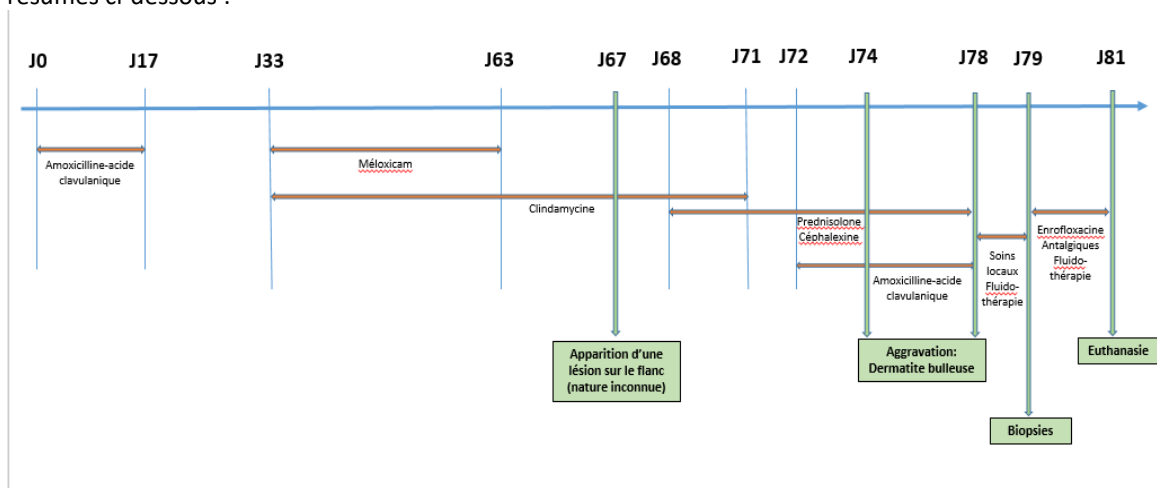 résumés ci-dessous :
J0 J17 J33 J63 J67 J68 J71 J72 J74 J78 J79 J81
Amoxicilline-acide
clavulanique
Méloxicam
Clindamycine
Prednisolone
Céphalexine
Amoxicilline-acide
clavulanique
Soins
locaux
Fluido-
thérapie
Enrofloxacine
Antalgiques
Fluido-
thérapie
Apparition d'une
lésion sur le flanc
(nature inconnue)
Aggravation:
Dermatite bulleuse
Biopsies
Euthanasie